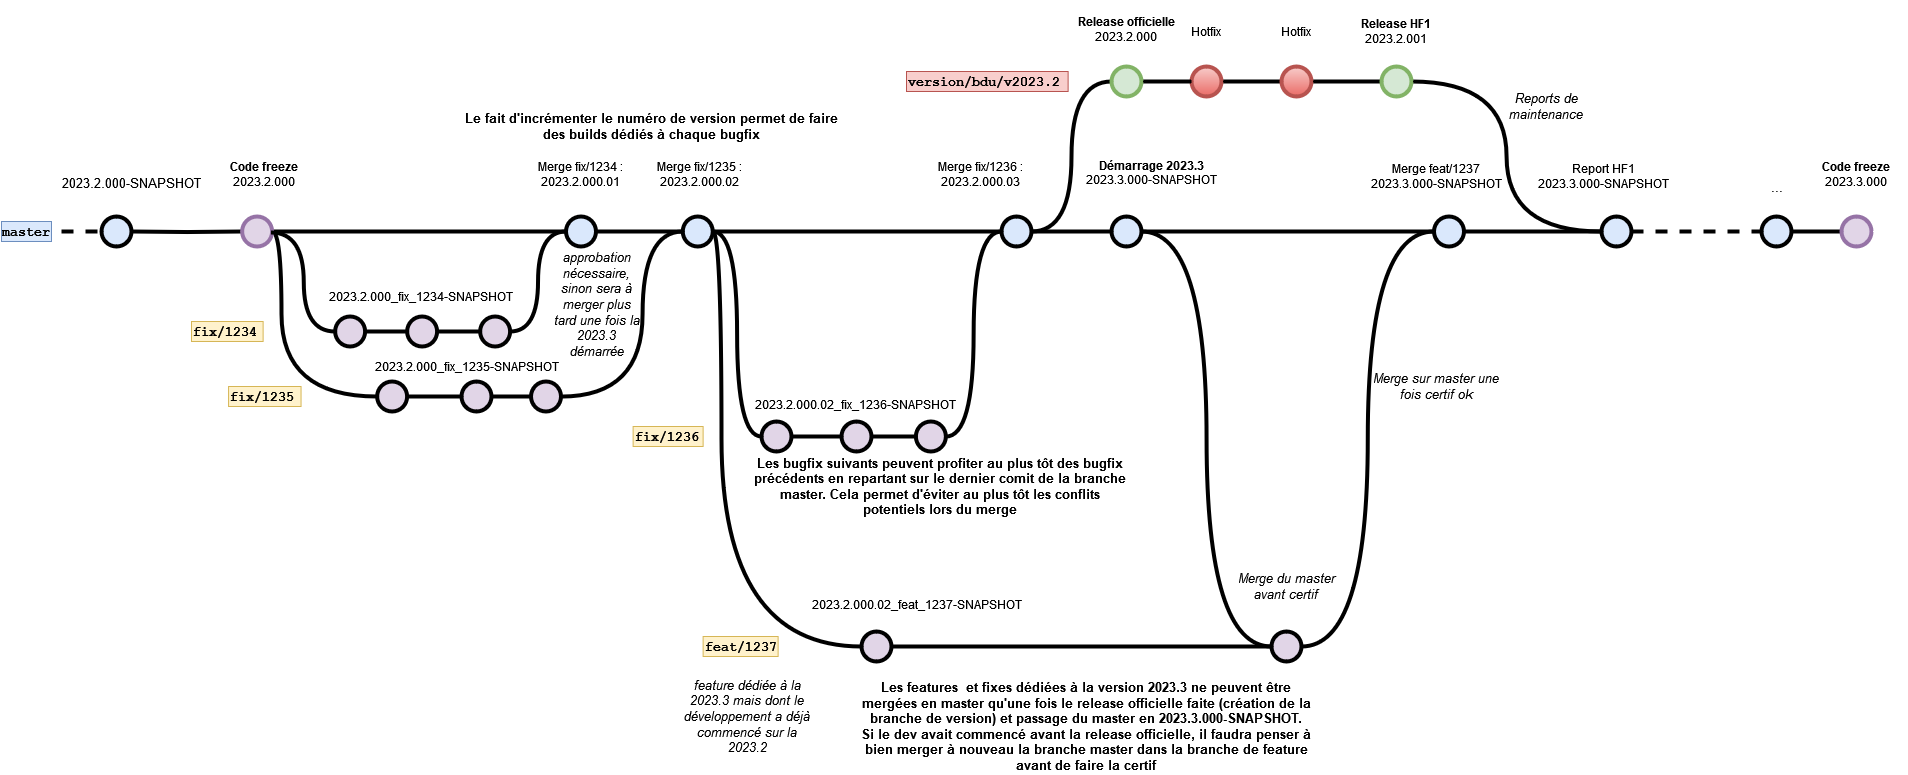 Release officielle
2023.2.000
Hotfix
Hotfix
Release HF1
2023.2.001
version/bdu/v2023.2
Reports de
maintenance
Le fait d'incrémenter le numéro de version permet de faire
des builds dédiés à chaque bugfix
2023.2.000-SNAPSHOT
Code freeze
2023.2.000
Merge fix/1234 :
2023.2.000.01
Merge fix/1235 :
2023.2.000.02
Merge fix/1236 :
2023.2.000.03
Démarrage 2023.3
2023.3.000-SNAPSHOT
Merge feat/1237
2023.3.000-SNAPSHOT
Report HF1
2023.3.000-SNAPSHOT
...
Code freeze
2023.3.000
master
approbation
nécessaire,
sinon sera à
merger plus
tard une fois la
2023.3
démarrée
2023.2.000_fix_1234-SNAPSHOT
fix/1234
2023.2.000_fix_1235-SNAPSHOT
fix/1235
Merge sur master une
fois certif ok
2023.2.000.02_fix_1236-SNAPSHOT
fix/1236
Les bugfix suivants peuvent profiter au plus tôt des bugfix
précédents en repartant sur le dernier comit de la branche
master. Cela permet d'éviter au plus tôt les conflits
potentiels lors du merge
Merge du master
avant certif
2023.2.000.02_feat_1237-SNAPSHOT
feat/1237
feature dédiée à la
2023.3 mais dont le
développement a déjà
commencé sur la
2023.2
Les features  et fixes dédiées à la version 2023.3 ne peuvent être
mergées en master qu'une fois le release officielle faite (création de la
branche de version) et passage du master en 2023.3.000-SNAPSHOT.
Si le dev avait commencé avant la release officielle, il faudra penser à
bien merger à nouveau la branche master dans la branche de feature
avant de faire la certif